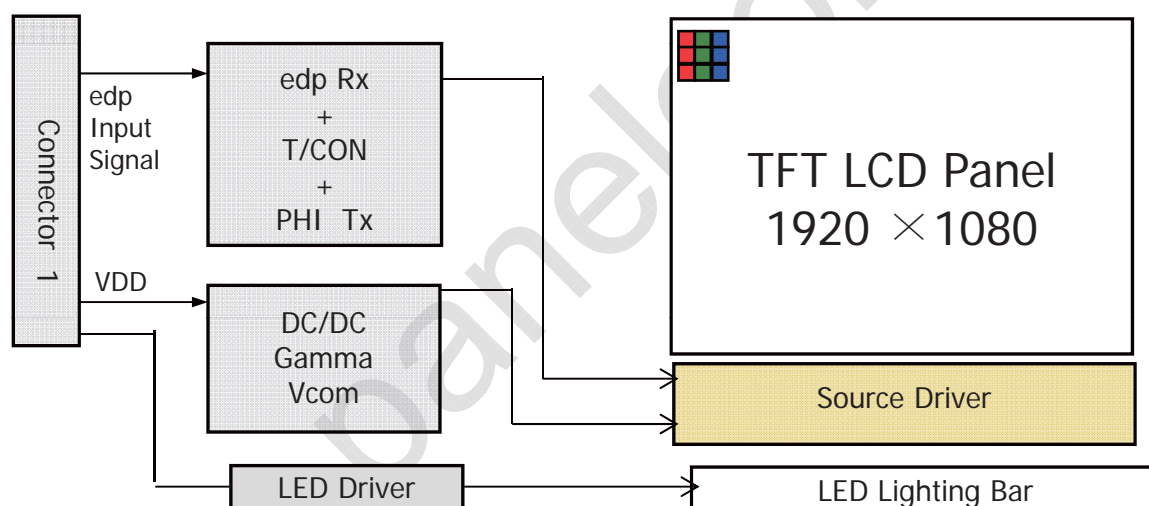 Connector 1
edp
Input
Signal
edp Rx
+
T/CON
+
PHI Tx
TFT LCD Panel
1920 ×1080
VDD
DC/DC
Gamma
Vcom
Source Driver
LED Driver
LED Lighting Bar